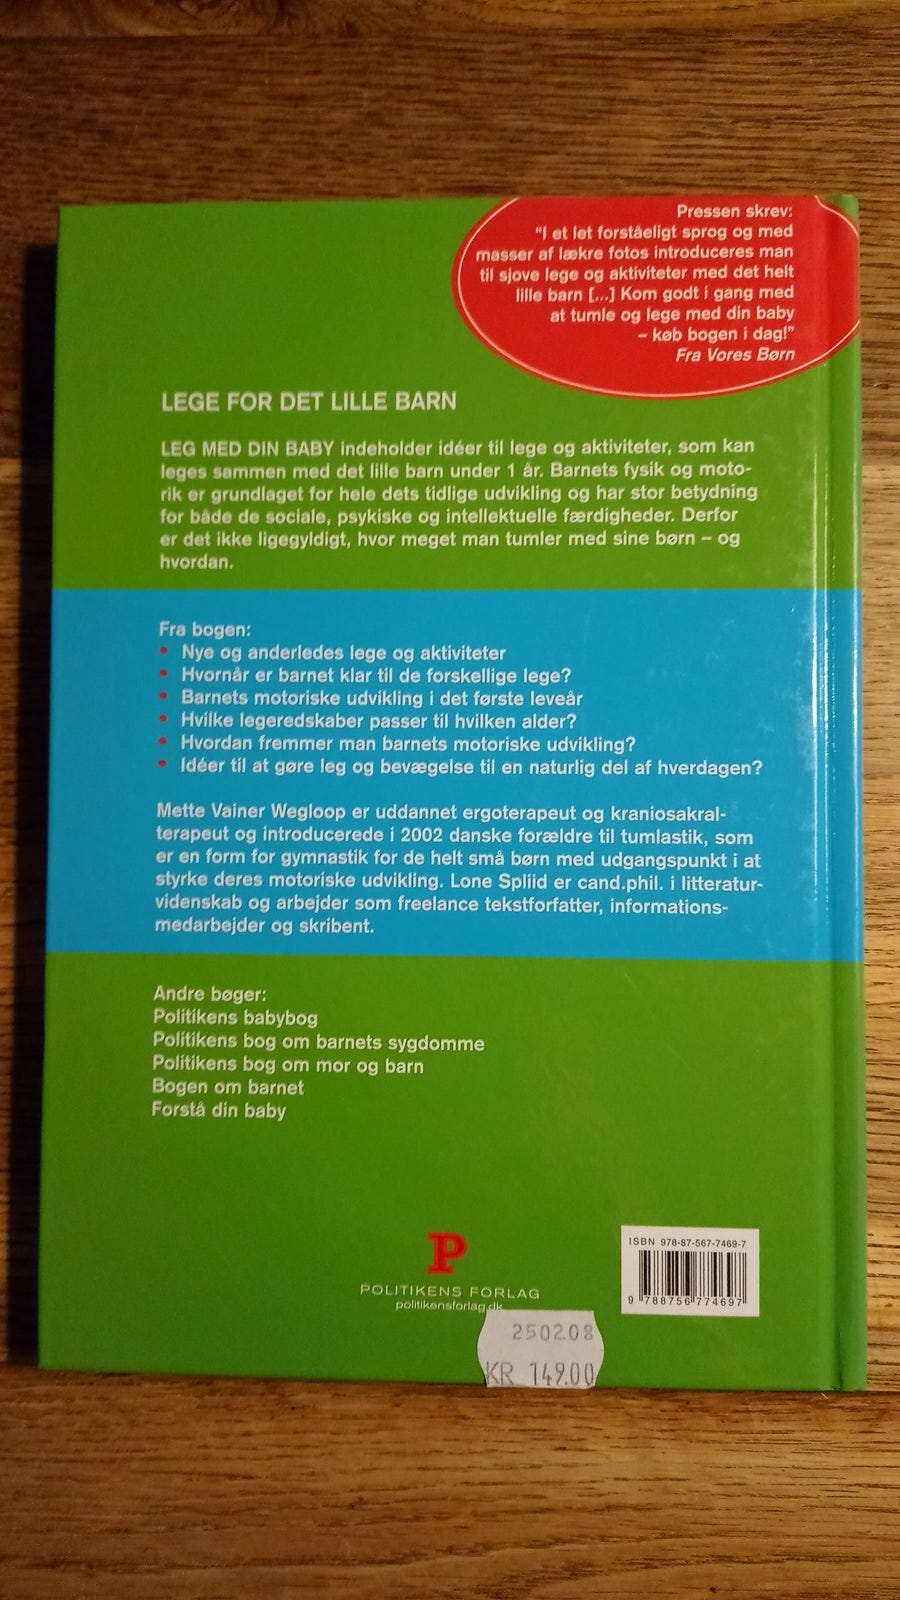 Pressen skrev:
"I et let forståeligt sprog og med
masser af lækre fotos introduceres man
til sjove lege og aktiviteter med det helt
lille barn [...] Kom godt i gang med
at tumle og lege med din baby
– køb bogen i dag!"
Fra Vores Børn
LEGE FOR DET LILLE BARN
LEG MED DIN BABY indeholder idéer til lege og aktiviteter, som kan
leges sammen med det lille barn under 1 år. Barnets fysik og moto-
rik er grundlaget for hele dets tidlige udvikling og har stor betydning
for både de sociale, psykiske og intellektuelle færdigheder. Derfor
er det ikke ligegyldigt, hvor meget man tumler med sine børn – og
hvordan.
Fra bogen:
• Nye og anderledes lege og aktiviteter
• Hvornår er barnet klar til de forskellige lege?
• Barnets motoriske udvikling i det første leveår
• Hvilke legeredskaber passer til hvilken alder?
• Hvordan fremmer man barnets motoriske udvikling?
• Idéer til at gøre leg og bevægelse til en naturlig del af hverdagen?
Mette Vainer Wegloop er uddannet ergoterapeut og kraniosakral-
terapeut og introducerede i 2002 danske forældre til tumlastik, som
er en form for gymnastik for de helt små børn med udgangspunkt i at
styrke deres motoriske udvikling. Lone Spliid er cand.phil. i litteratur-
videnskab og arbejder som freelance tekstforfatter, informations-
medarbejder og skribent.
Andre bøger:
Politikens babybog
Politikens bog om barnets sygdomme
Politikens bog om mor og barn
Bogen om barnet
Forstå din baby
P
POLITIKENS FORLAG
politikensforlag.dk
ISBN 978-87-567-7469-7
9 788756 774697
250208
KR 149.00